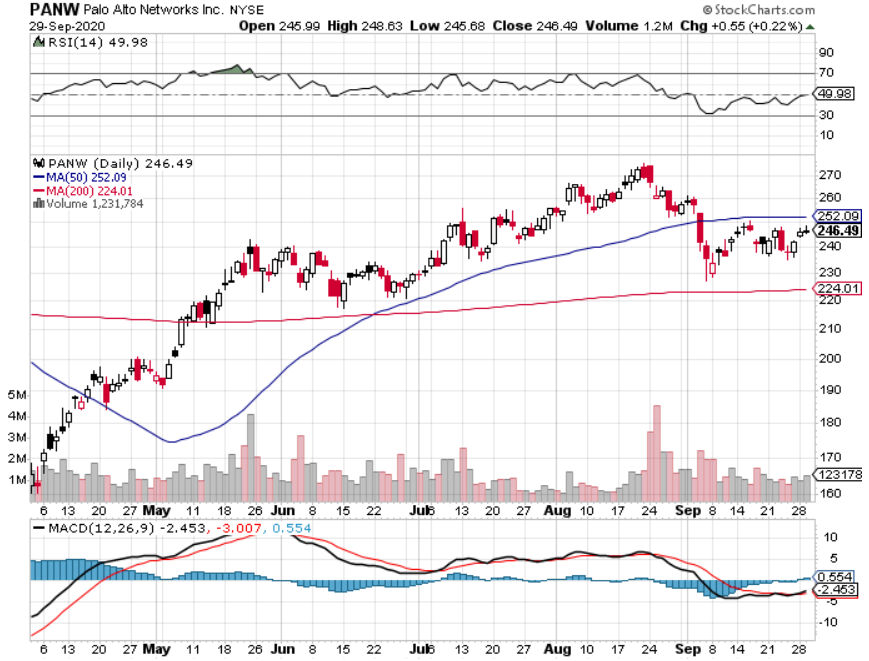 PANW Palo Alto Networks Inc. NYSE © StockCharts.com
29-Sep-2020 Open 245.99 High 248.63 Low 245.68 Close 246.49 Volume 1.2M Chg +0.55 (+0.22%)
RSI(14) 49.98
90
70
49.98
30
10
PANW (Daily) 246.49
MA(50) 252.09
MA(200) 224.01
Volume 1,231,784
270
260
252.09
246.49
240
230
224.01
220
210
200
190
180
170
160
5M
4M
3M
2M
1M
123178
6 13 20 27 May 11 18 26 Jun 8 15 22 Jul6 13 20 27 Aug 10 17 24 Sep 8 14 21 28
MACD(12,26,9) -2.453, -3.007, 0.554
10
5
0.554
-2.453
-5
-10
6 13 20 27 May 11 18 26 Jun 8 15 22 Jul6 13 20 27 Aug 10 17 24 Sep 8 14 21 28